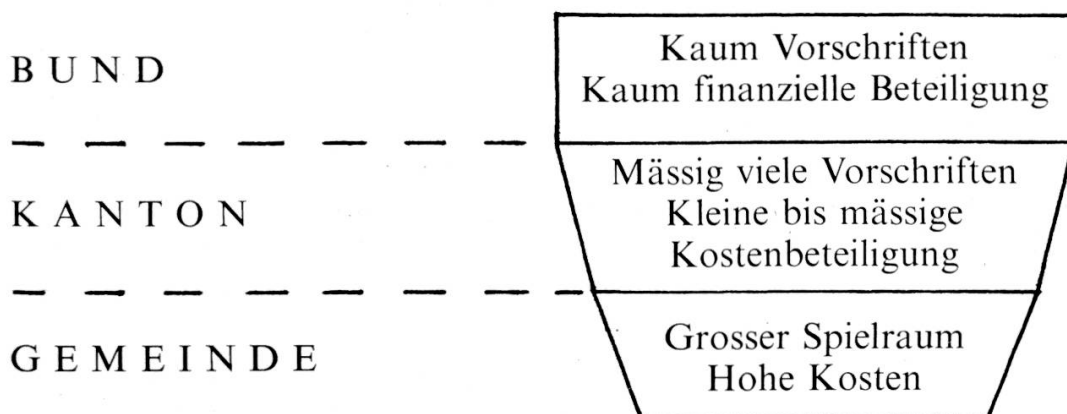 BUND
Kaum Vorschriften
Kaum finanzielle Beteiligung
KANTON
Mässig viele Vorschriften
Kleine bis mässige
Kostenbeteiligung
GEMEINDE
Grosser Spielraum
Hohe Kosten